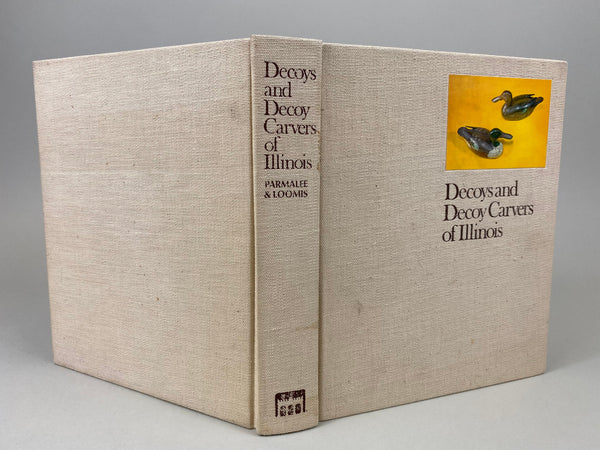 Decoys
and
Decoy
Carvers
of
Illinois
PARMALEE
& LOOMIS
Decoys and
Decoy Carvers
of Illinois